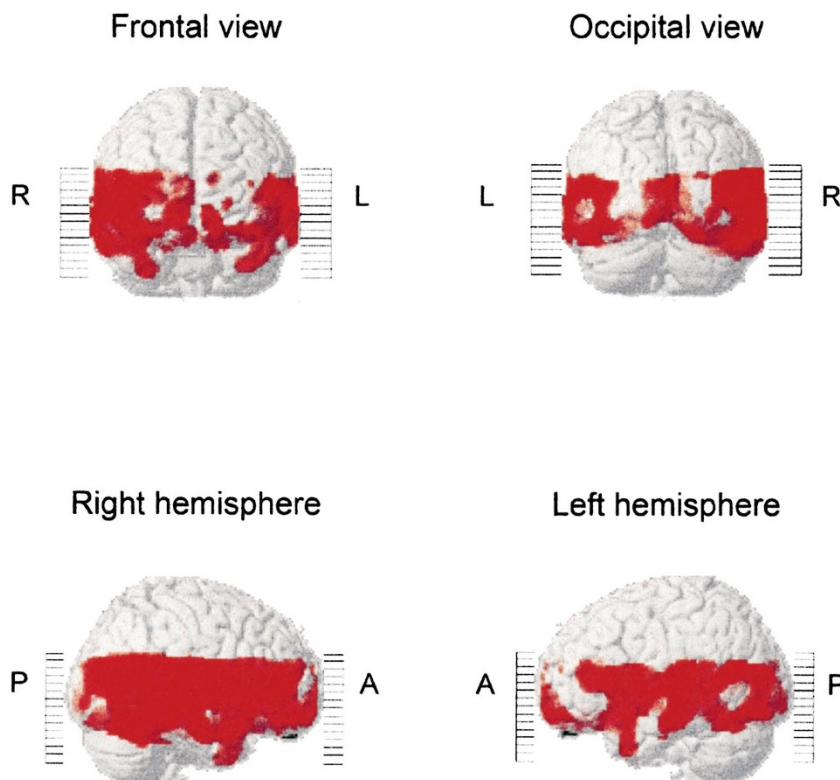 Frontal view
Occipital view
R
L
L
R
Right hemisphere
Left hemisphere
P
A
A
P